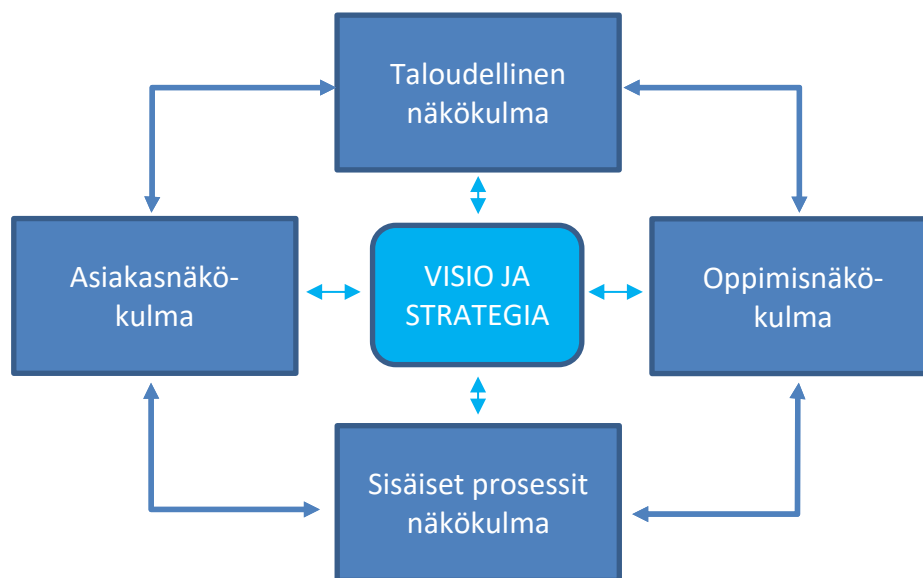 Taloudellinen
näkökulma
Asiakasnäkö-
kulma
VISIO JA
STRATEGIA
Oppimisnäkö-
kulma
Sisäiset prosessit
näkökulma